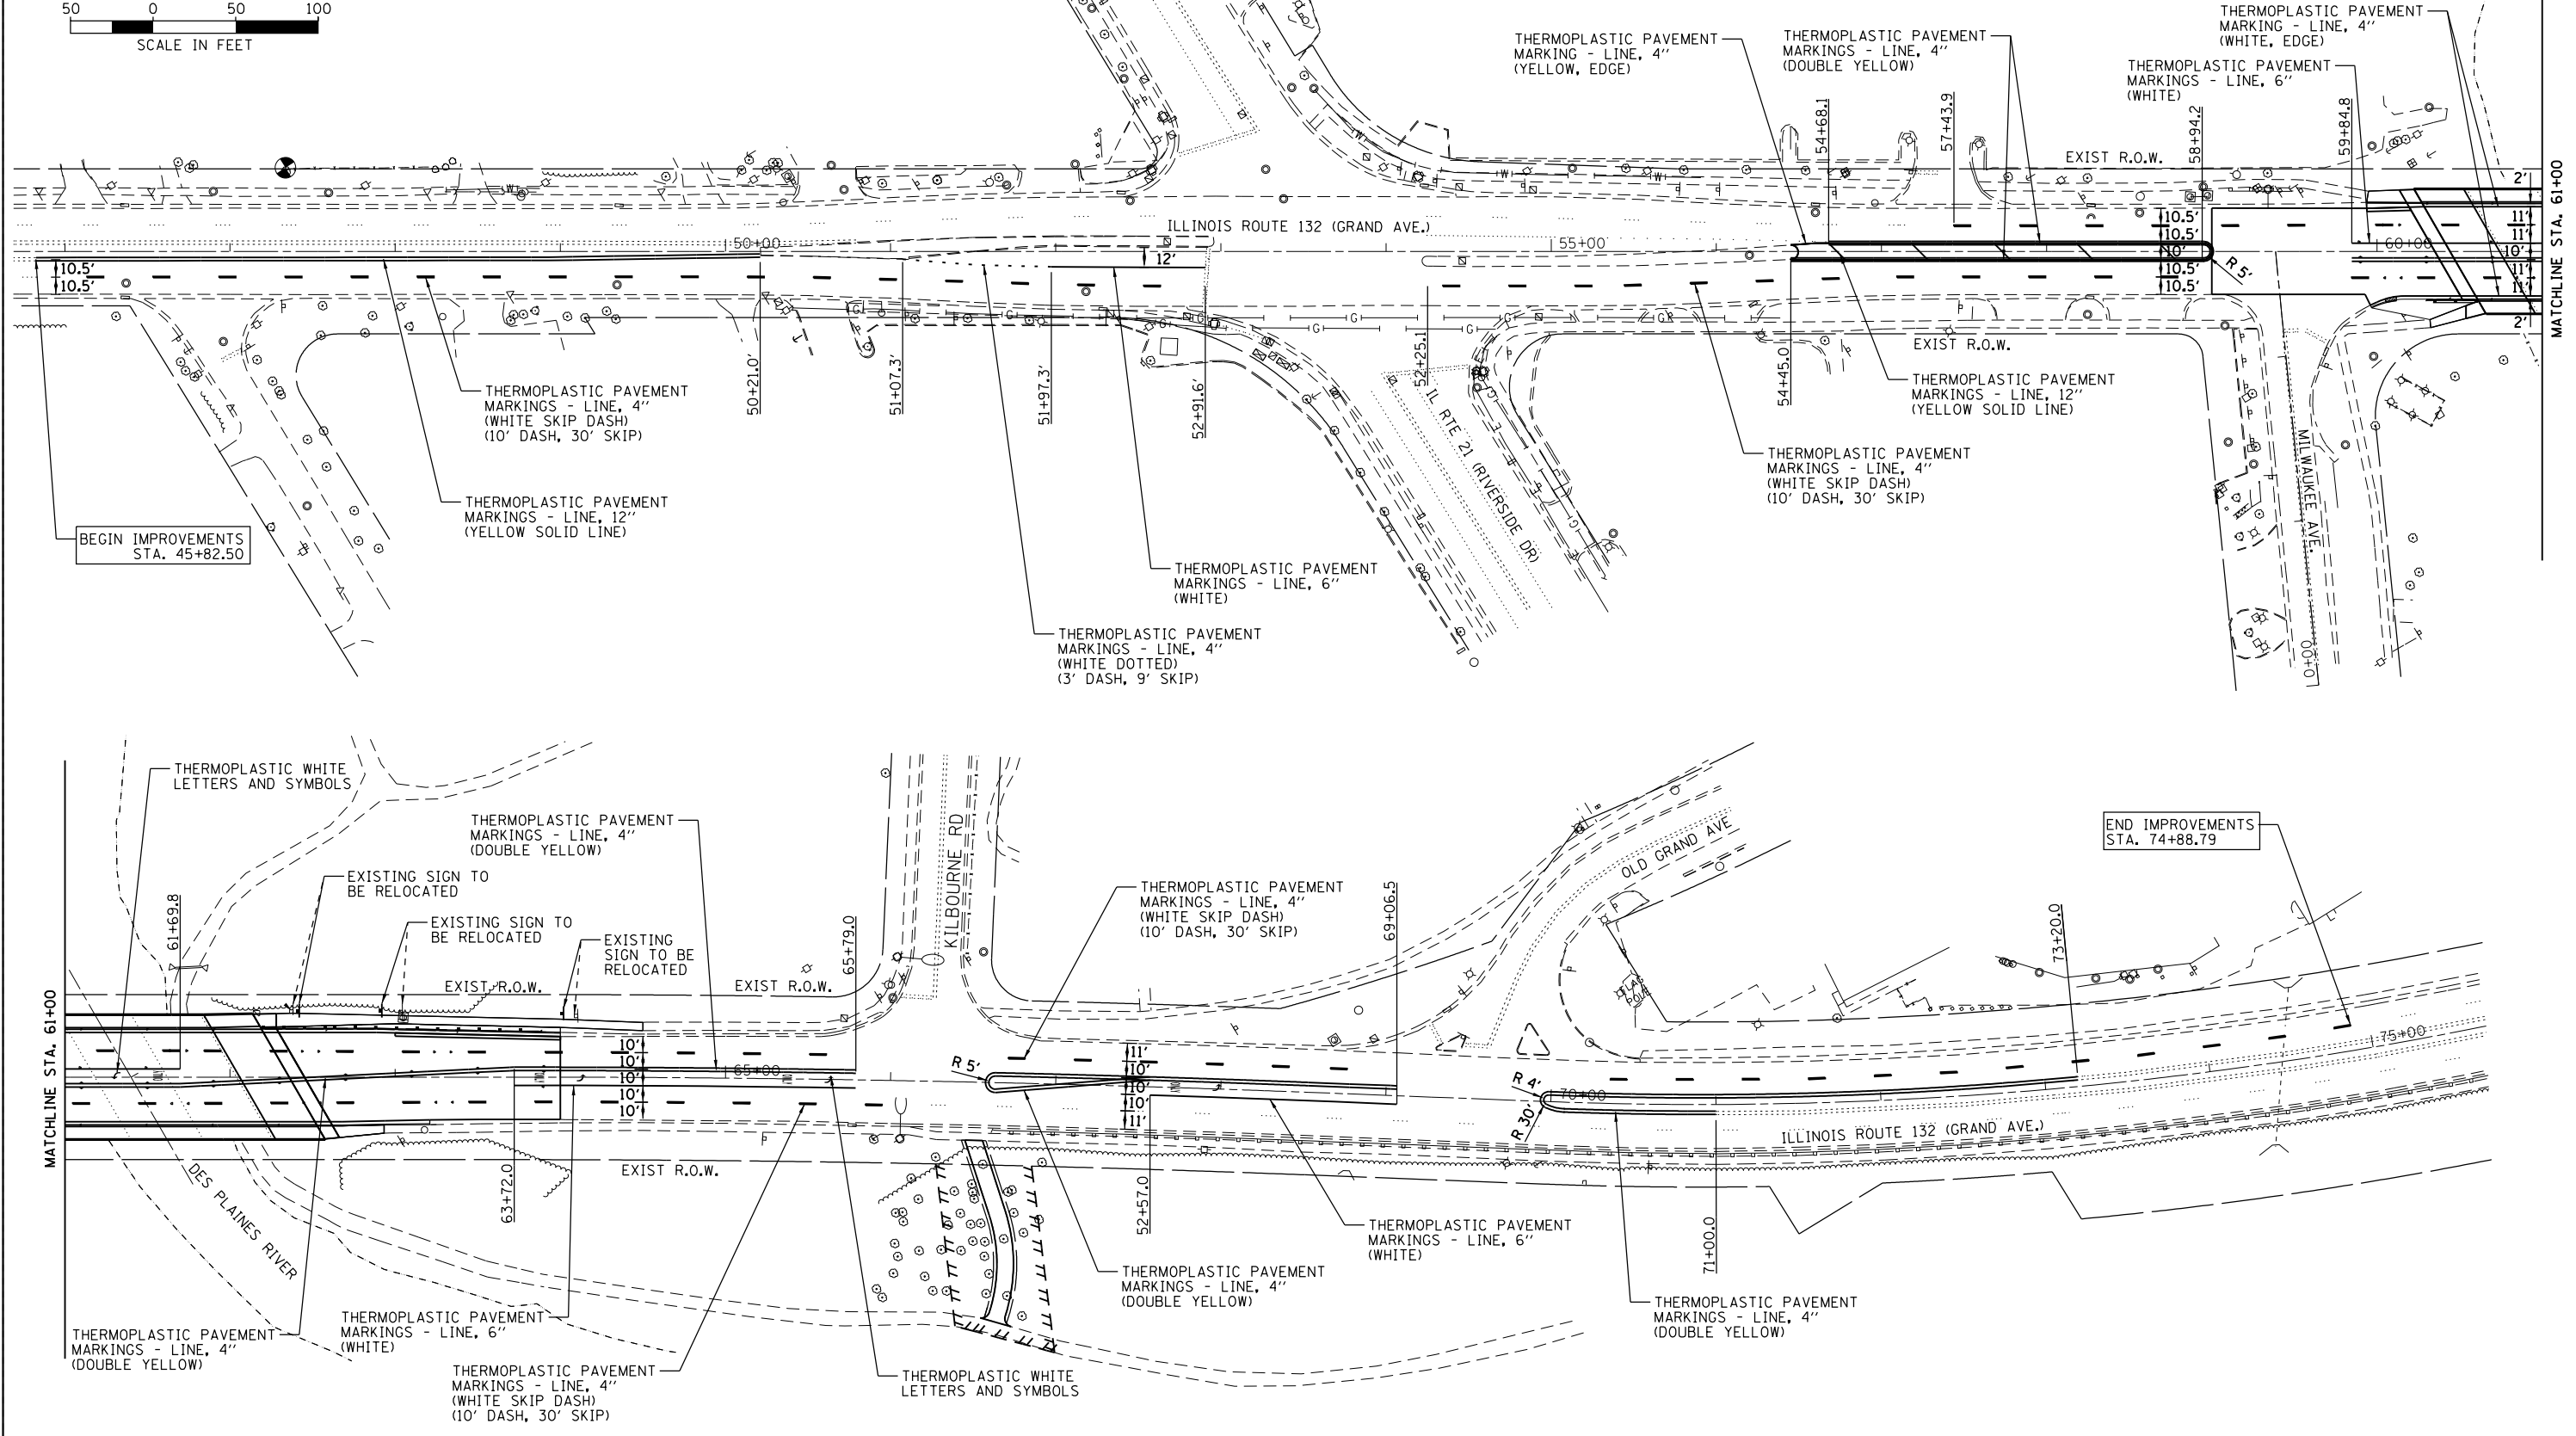 50 0 50 100
SCALE IN FEET
THERMOPLASTIC PAVEMENT
MARKING - LINE, 4''
(YELLOW, EDGE)
THERMOPLASTIC PAVEMENT
MARKINGS - LINE, 4''
(DOUBLE YELLOW)
THERMOPLASTIC PAVEMENT
MARKING - LINE, 4''
(WHITE, EDGE)
THERMOPLASTIC PAVEMENT
MARKINGS - LINE, 6''
(WHITE)
54+68.1
57+43.9
58+94.2
59+84.8
EXIST R.O.W.
ILLINOIS ROUTE 132 (GRAND AVE.)
50+00
55+00
60+00
12'
10.5'
10.5'
10.5'
10.5'
10'
10.5'
10.5'
R 5'
2'
11'
11'
10'
11'
11'
2'
MATCHLINE STA. 61+00
50+21.0'
51+07.3'
51+97.3'
52+91.6'
52+25.1
54+45.0
EXIST R.O.W.
THERMOPLASTIC PAVEMENT
MARKINGS - LINE, 4''
(WHITE SKIP DASH)
(10' DASH, 30' SKIP)
THERMOPLASTIC PAVEMENT
MARKINGS - LINE, 12''
(YELLOW SOLID LINE)
BEGIN IMPROVEMENTS
STA. 45+82.50
THERMOPLASTIC PAVEMENT
MARKINGS - LINE, 6''
(WHITE)
THERMOPLASTIC PAVEMENT
MARKINGS - LINE, 4''
(WHITE DOTTED)
(3' DASH, 9' SKIP)
IL RTE 21 (RIVERSIDE DR)
THERMOPLASTIC PAVEMENT
MARKINGS - LINE, 12''
(YELLOW SOLID LINE)
THERMOPLASTIC PAVEMENT
MARKINGS - LINE, 4''
(WHITE SKIP DASH)
(10' DASH, 30' SKIP)
MILWAUKEE AVE.
00+0
THERMOPLASTIC WHITE
LETTERS AND SYMBOLS
THERMOPLASTIC PAVEMENT
MARKINGS - LINE, 4''
(DOUBLE YELLOW)
EXISTING SIGN TO
BE RELOCATED
EXISTING SIGN TO
BE RELOCATED
EXISTING
SIGN TO BE
RELOCATED
61+69.8
65+79.0
EXIST R.O.W.
EXIST R.O.W.
KILBOURNE RD
THERMOPLASTIC PAVEMENT
MARKINGS - LINE, 4''
(WHITE SKIP DASH)
(10' DASH, 30' SKIP)
69+06.5
OLD GRAND AVE
FLAG
POLE
73+20.0
END IMPROVEMENTS
STA. 74+88.79
MATCHLINE STA. 61+00
10'
10'
10'
10'
10'
65+00
R 5'
11'
10'
10'
10'
11'
R 4'
R 30'
70+00
75+00
ILLINOIS ROUTE 132 (GRAND AVE.)
DES PLAINES RIVER
63+72.0
EXIST R.O.W.
52+57.0
71+00.0
THERMOPLASTIC PAVEMENT
MARKINGS - LINE, 4''
(DOUBLE YELLOW)
THERMOPLASTIC PAVEMENT
MARKINGS - LINE, 6''
(WHITE)
THERMOPLASTIC PAVEMENT
MARKINGS - LINE, 4''
(WHITE SKIP DASH)
(10' DASH, 30' SKIP)
THERMOPLASTIC WHITE
LETTERS AND SYMBOLS
THERMOPLASTIC PAVEMENT
MARKINGS - LINE, 4''
(DOUBLE YELLOW)
THERMOPLASTIC PAVEMENT
MARKINGS - LINE, 6''
(WHITE)
THERMOPLASTIC PAVEMENT
MARKINGS - LINE, 4''
(DOUBLE YELLOW)